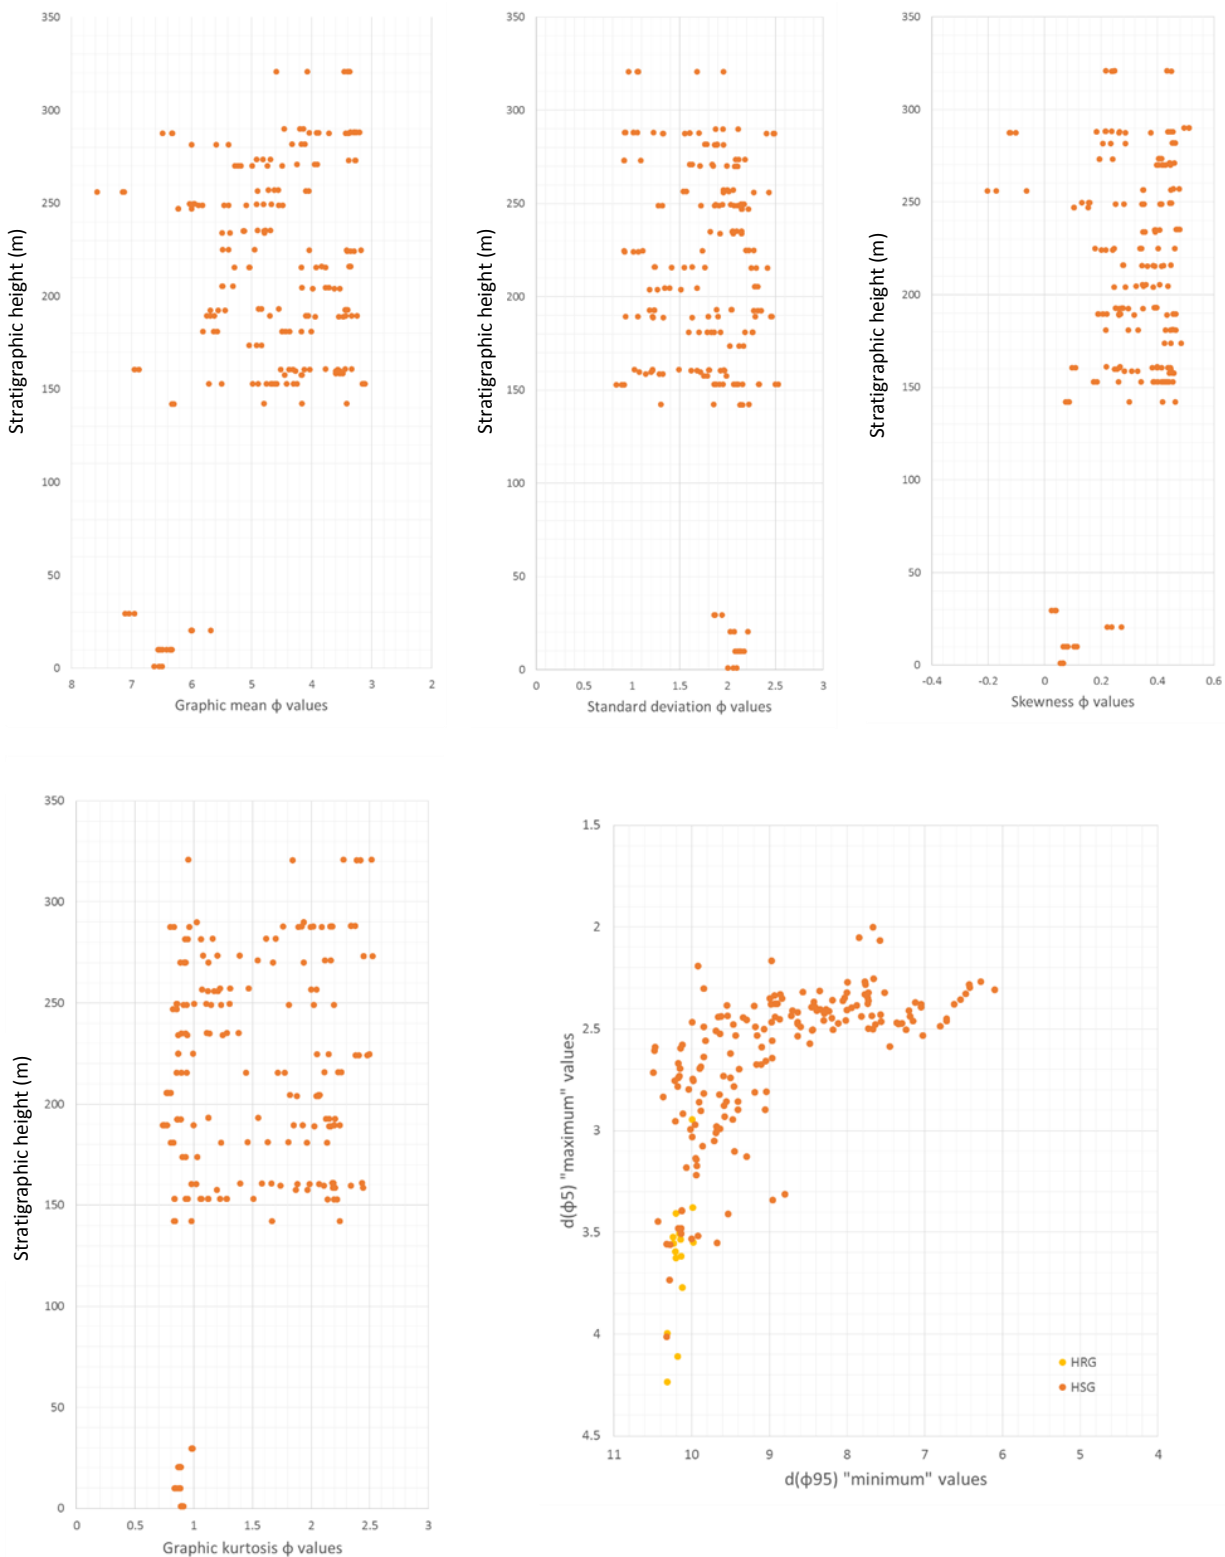 350
300
250
200
150
100
50
0
8 7 6 5 4 3 2
Graphic mean ϕ values
Stratigraphic height (m)
350
300
250
200
150
100
50
0
0 0.5 1 1.5 2 2.5 3
Standard deviation ϕ values
Stratigraphic height (m)
350
300
250
200
150
100
50
0
-0.4 -0.2 0 0.2 0.4 0.6
Skewness ϕ values
Stratigraphic height (m)
350
300
250
200
150
100
50
0
0 0.5 1 1.5 2 2.5 3
Graphic kurtosis ϕ values
Stratigraphic height (m)
1.5
2
2.5
3
3.5
4
4.5
11 10 9 8 7 6 5 4
d(ϕ95) "minimum" values
d(ϕ5) "maximum" values
HRG
HSG